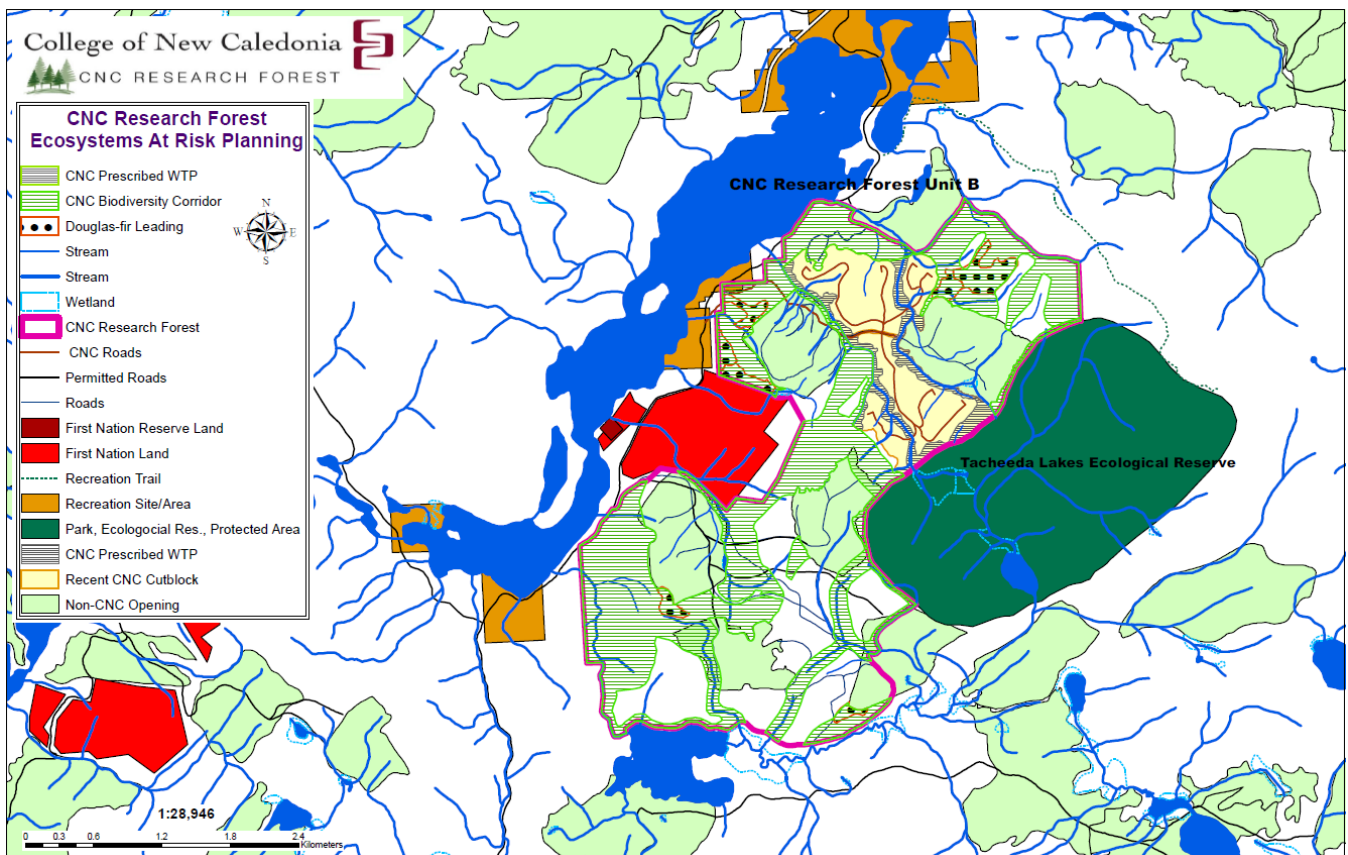 College of New Caledonia
CNC RESEARCH FOREST
CNC Research Forest
Ecosystems At Risk Planning
CNC Prescribed WTP
CNC Biodiversity Corridor
Douglas-fir Leading
Stream
Stream
Wetland
CNC Research Forest
CNC Roads
Permitted Roads
Roads
First Nation Reserve Land
First Nation Land
Recreation Trail
Recreation Site/Area
Park, Ecologocial Res., Protected Area
CNC Prescribed WTP
Recent CNC Cutblock
Non-CNC Opening
N
W E
S
CNC Research Forest Unit B
Tacheeda Lakes Ecological Reserve
1:28,946
0 0.3 0.6 1.2 1.8 2.4
Kilometers